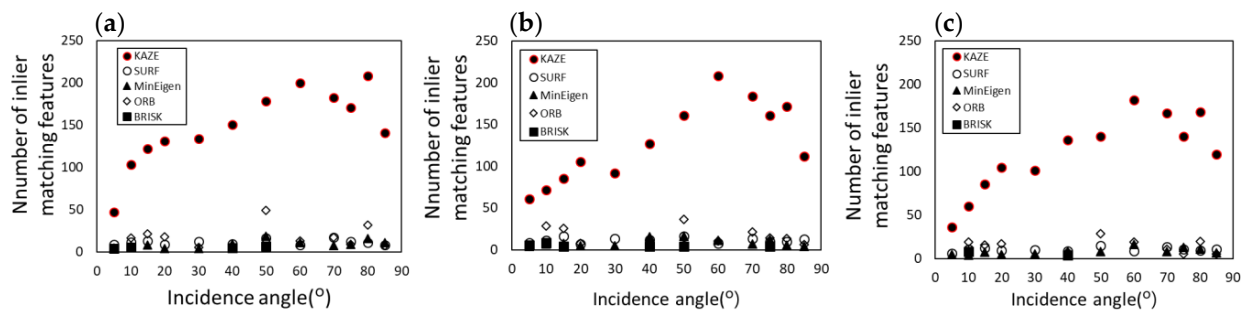 (a)
Nnumber of inlier
matching features
250
200
150
100
50
0
KAZE
SURF
MinEigen
ORB
BRISK
0 10 20 30 40 50 60 70 80 90
Incidence angle(O)
(b)
Nnumber of inlier
matching features
250
200
150
100
50
0
KAZE
SURF
MinEigen
ORB
BRISK
0 10 20 30 40 50 60 70 80 90
Incidence angle(O)
(c)
Number of inlier
matching features
250
200
150
100
50
0
KAZE
SURF
MinEigen
ORB
BRISK
0 10 20 30 40 50 60 70 80 90
Incidence angle(O)